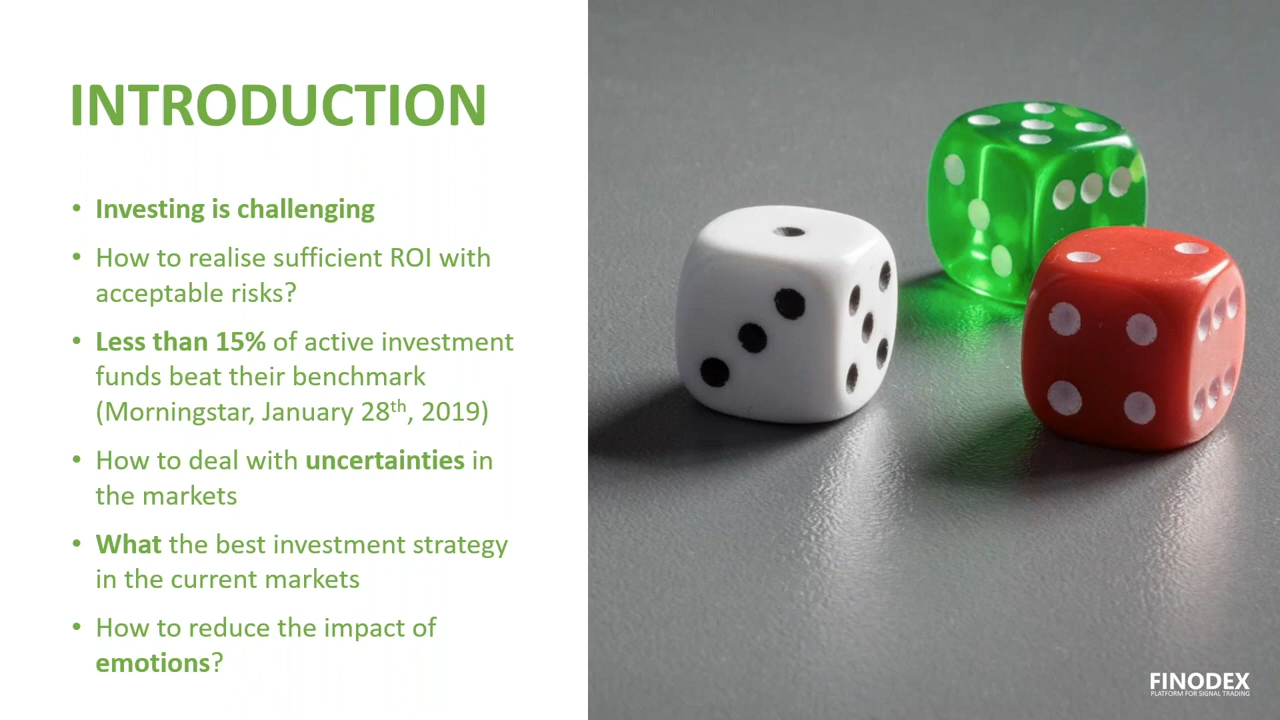 INTRODUCTION
• Investing is challenging
• How to realise sufficient ROI with
acceptable risks?
• Less than 15% of active investment
funds beat their benchmark
(Morningstar, January 28th, 2019)
• How to deal with uncertainties in
the markets
• What the best investment strategy
in the current markets
• How to reduce the impact of
emotions?
FINODEX
PLATFORM FOR SIGNAL TRADING